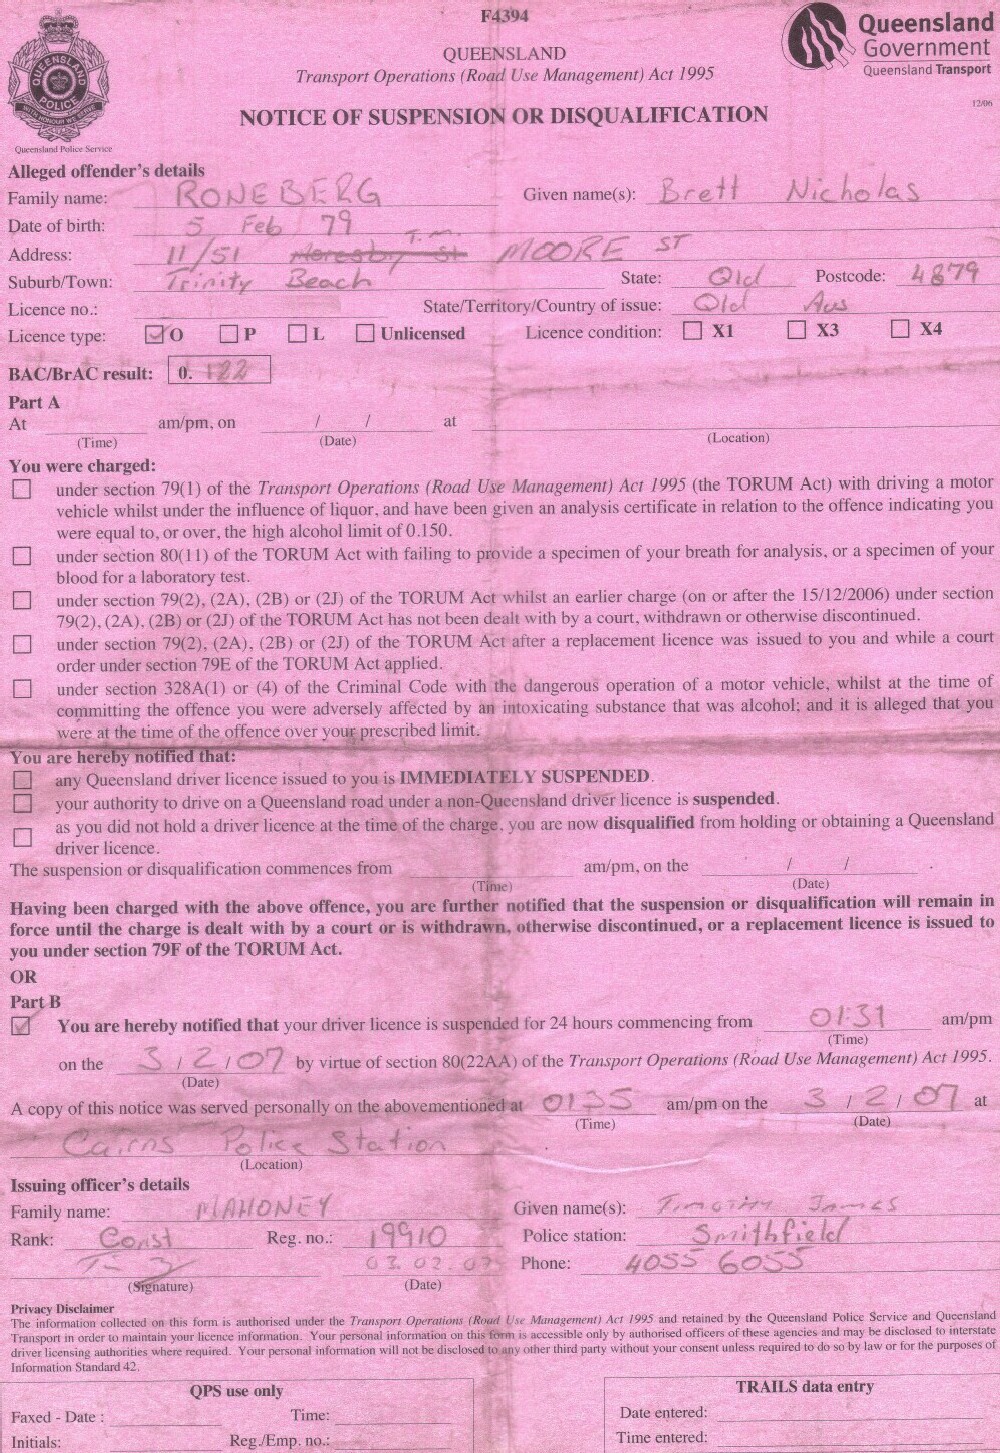 F4394
QUEENSLAND
Transport Operations (Road Use Management) Act 1995
NOTICE OF SUSPENSION OR DISQUALIFICATION
QUEENSLAND
POLICE
WITH HONOUR WE SERVE
Queensland Police Service
Queensland
Government
Queensland Transport
12/06
Alleged offender's details
Family name: RONEBERG Given name(s): Brett Nicholas
Date of birth: 5 Feb 79
T.M.
Address: 11/51 Moresby St MOORE ST
Suburb/Town: Trinity Beach State: Qld Postcode: 4879
Licence no.: State/Territory/Country of issue: Qld Aus
Licence type: O P L Unlicensed Licence condition: X1 X3 X4
BAC/BrAC result: 0. 122
Part A
At am/pm, on / / at
(Time) (Date) (Location)
You were charged:
under section 79(1) of the Transport Operations (Road Use Management) Act 1995 (the TORUM Act) with driving a motor
vehicle whilst under the influence of liquor, and have been given an analysis certificate in relation to the offence indicating you
were equal to, or over, the high alcohol limit of 0.150.
under section 80(11) of the TORUM Act with failing to provide a specimen of your breath for analysis, or a specimen of your
blood for a laboratory test.
under section 79(2), (2A), (2B) or (2J) of the TORUM Act whilst an earlier charge (on or after the 15/12/2006) under section
79(2), (2A), (2B) or (2J) of the TORUM Act has not been dealt with by a court, withdrawn or otherwise discontinued.
under section 79(2), (2A), (2B) or (2J) of the TORUM Act after a replacement licence was issued to you and while a court
order under section 79E of the TORUM Act applied.
under section 328A(1) or (4) of the Criminal Code with the dangerous operation of a motor vehicle, whilst at the time of
committing the offence you were adversely affected by an intoxicating substance that was alcohol; and it is alleged that you
were at the time of the offence over your prescribed limit.
You are hereby notified that:
any Queensland driver licence issued to you is IMMEDIATELY SUSPENDED.
your authority to drive on a Queensland road under a non-Queensland driver licence is suspended.
as you did not hold a driver licence at the time of the charge, you are now disqualified from holding or obtaining a Queensland
driver licence.
The suspension or disqualification commences from am/pm, on the / / .
(Time) (Date)
Having been charged with the above offence, you are further notified that the suspension or disqualification will remain in
force until the charge is dealt with by a court or is withdrawn, otherwise discontinued, or a replacement licence is issued to
you under section 79F of the TORUM Act.
OR
Part B
You are hereby notified that your driver licence is suspended for 24 hours commencing from 01:31 am/pm
(Time)
on the 3 / 2 / 07 by virtue of section 80(22AA) of the Transport Operations (Road Use Management) Act 1995.
(Date)
A copy of this notice was served personally on the abovementioned at 0135 am/pm on the 3 / 2 / 07 at
(Time) (Date)
Cairns Police Station .
(Location)
Issuing officer's details
Family name: MAHONEY Given name(s): TIMOTHY JAMES
Rank: Const Reg. no.: 19910 Police station: Smithfield
03.02.07 Phone: 4055 6055
(Signature) (Date)
Privacy Disclaimer
The information collected on this form is authorised under the Transport Operations (Road Use Management) Act 1995 and retained by the Queensland Police Service and Queensland
Transport in order to maintain your licence information. Your personal information on this form is accessible only by authorised officers of these agencies and may be disclosed to interstate
driver licensing authorities where required. Your personal information will not be disclosed to any other third party without your consent unless required to do so by law or for the purposes of
Information Standard 42.
QPS use only
Faxed - Date : Time:
Initials: Reg./Emp. no.:
TRAILS data entry
Date entered:
Time entered: